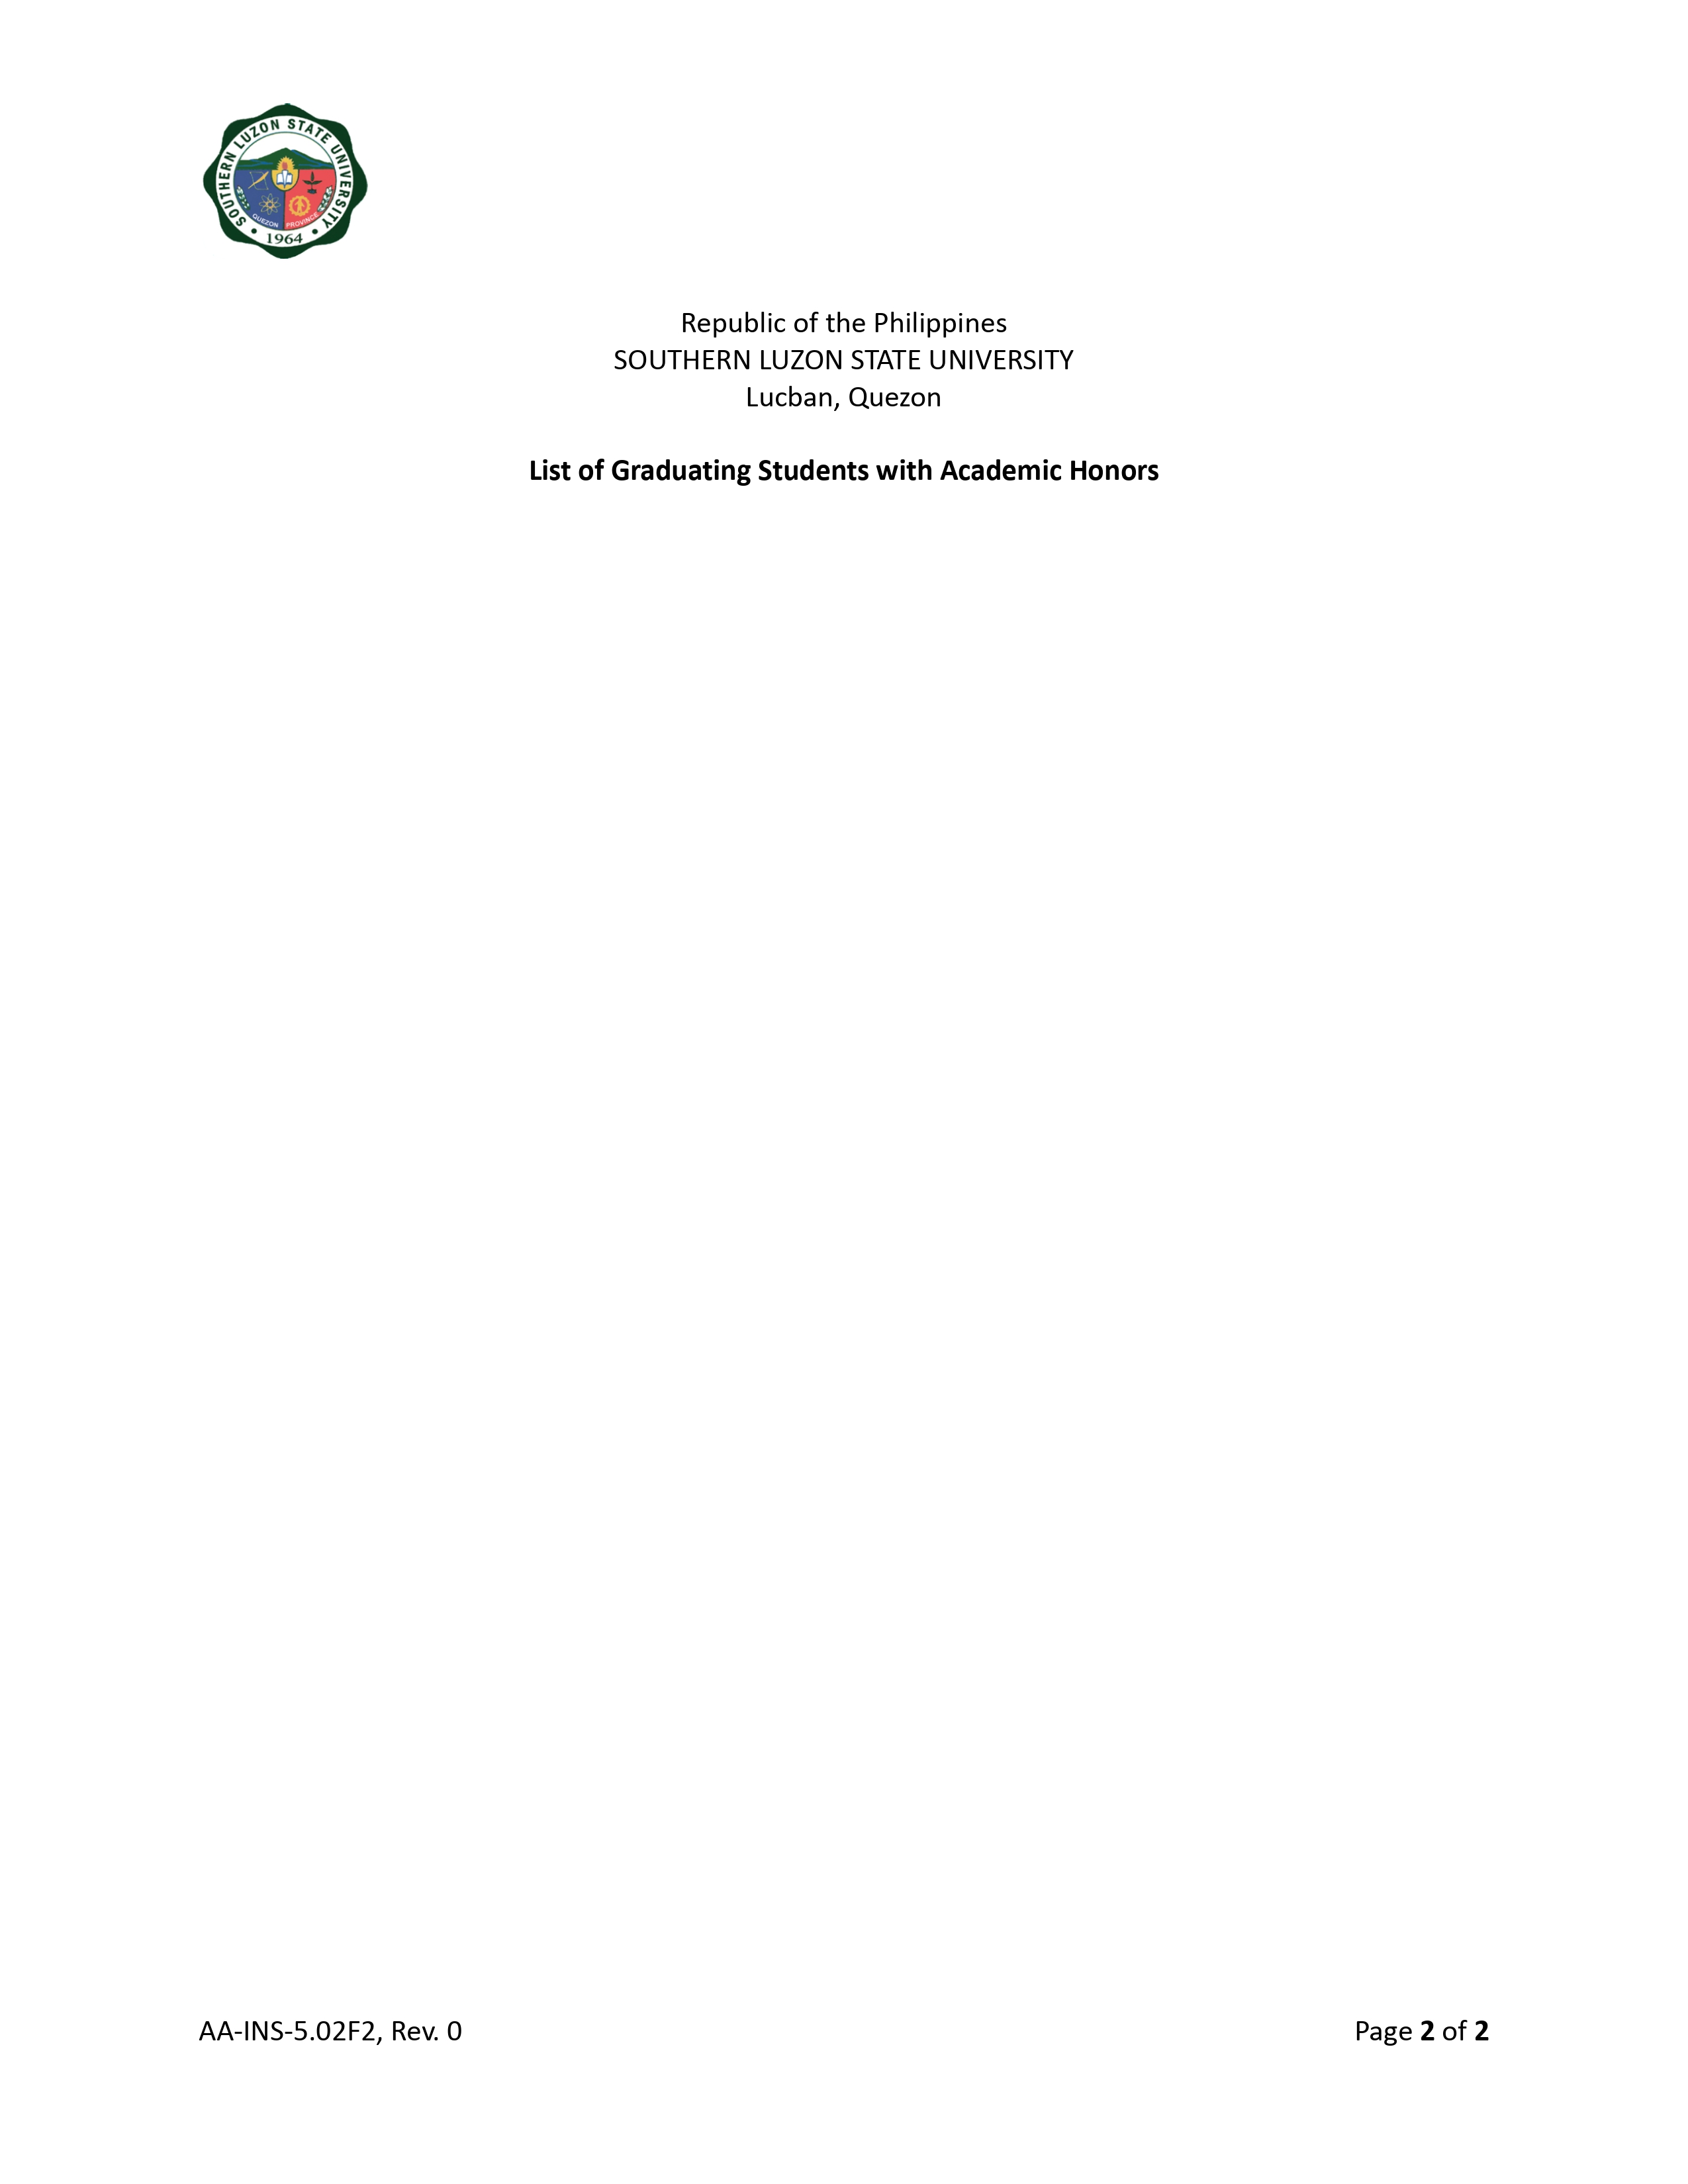 SOUTHERN LUZON STATE UNIVERSITY
QUEZON PROVINCE
• 1964 •
Republic of the Philippines
SOUTHERN LUZON STATE UNIVERSITY
Lucban, Quezon
List of Graduating Students with Academic Honors
AA-INS-5.02F2, Rev. 0 Page 2 of 2